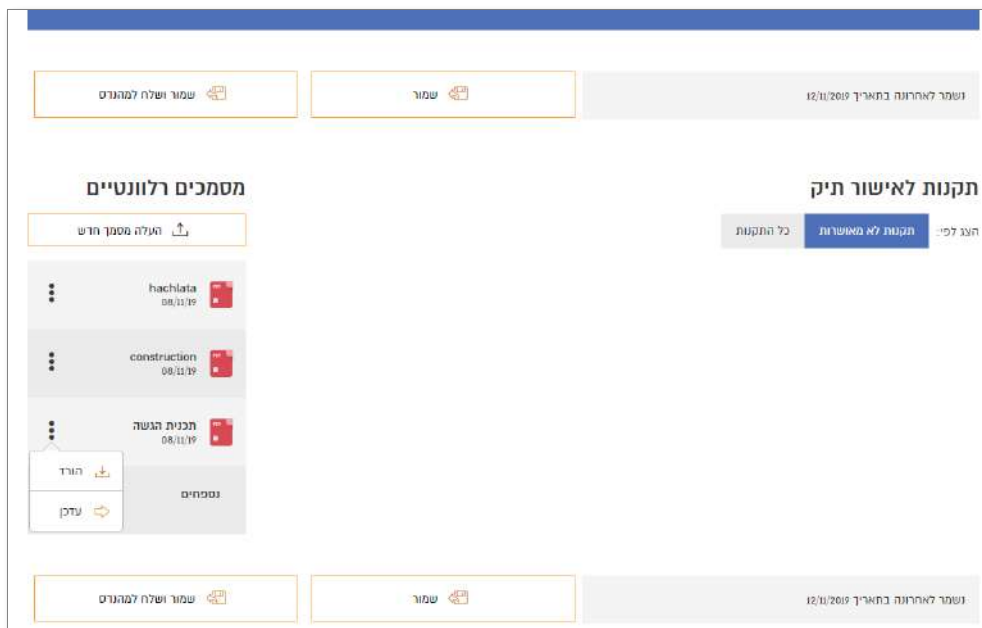 נשמר לאחרונה בתאריך 12/11/2019
שמור
שמור ושלח למהנדס
תקנות לאישור תיק
הצג לפי:
תקנות לא מאושרות
כל התקנות
מסמכים רלוונטיים
העלה מסמך חדש
hachlata
08/11/19
construction
08/11/19
תכנית הגשה
08/11/19
הורד
נספחים
עדכן
נשמר לאחרונה בתאריך 12/11/2019
שמור
שמור ושלח למהנדס